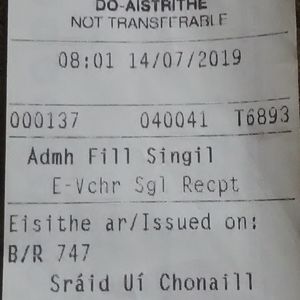 DO-AISTRITHE
NOT TRANSFERABLE
08:01 14/07/2019
000137 040041 T6893
Admh Fill Singil
E-Vchr Sgl Recpt
Eisithe ar/Issued on:
B/R 747
Sráid Uí Chonaill